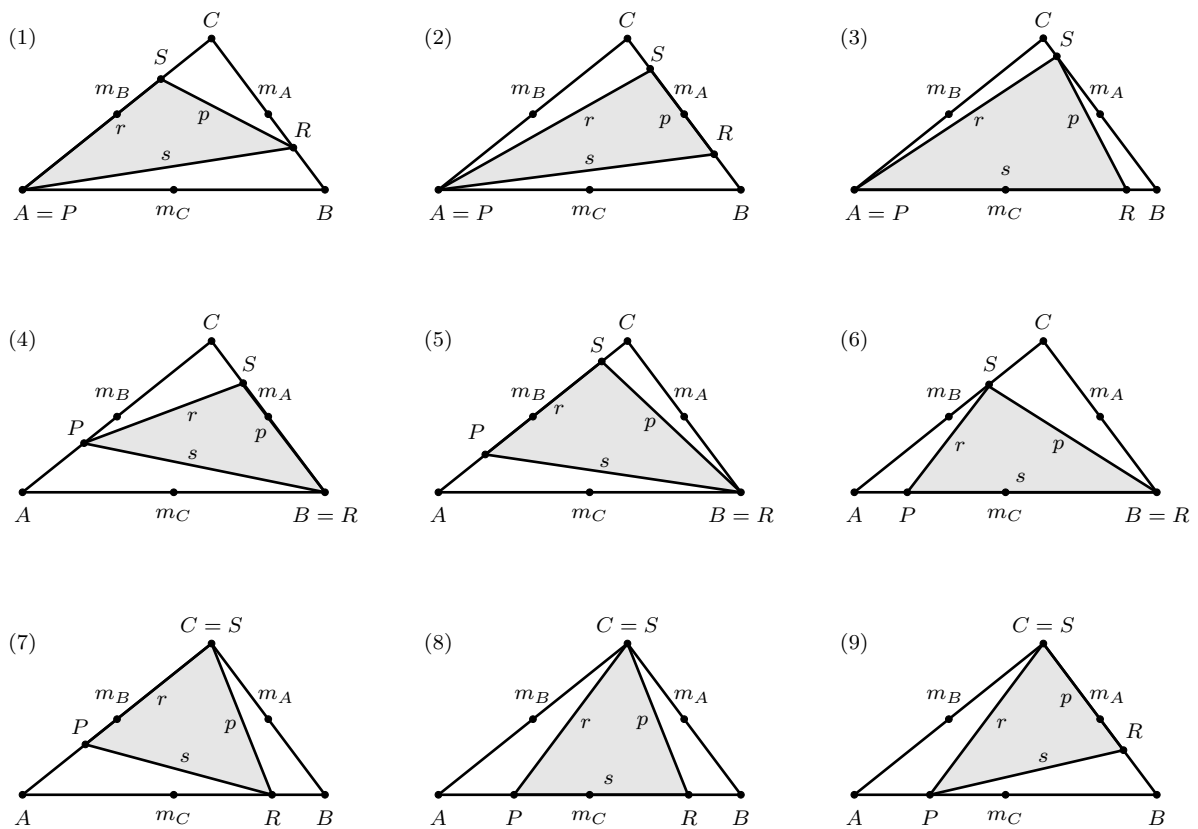 (1) C S m_B m_A r p R s A = P m_C B
(2) C S m_B m_A r p R s A = P m_C B
(3) C S m_B m_A r p s A = P m_C R B
(4) C S m_B m_A P r p s A m_C B = R
(5) S C m_B m_A r p P s A m_C B = R
(6) C S m_B m_A r p s A P m_C B = R
(7) C = S m_B m_A r P p s A m_C R B
(8) C = S m_B m_A r p s A P m_C R B
(9) C = S m_B m_A p r R s A P m_C B